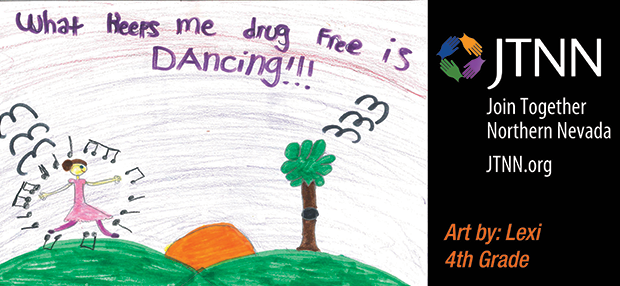 What Keeps me drug Free is
DAncing!!!
JTNN
Join Together
Northern Nevada
JTNN.org
Art by: Lexi
4th Grade